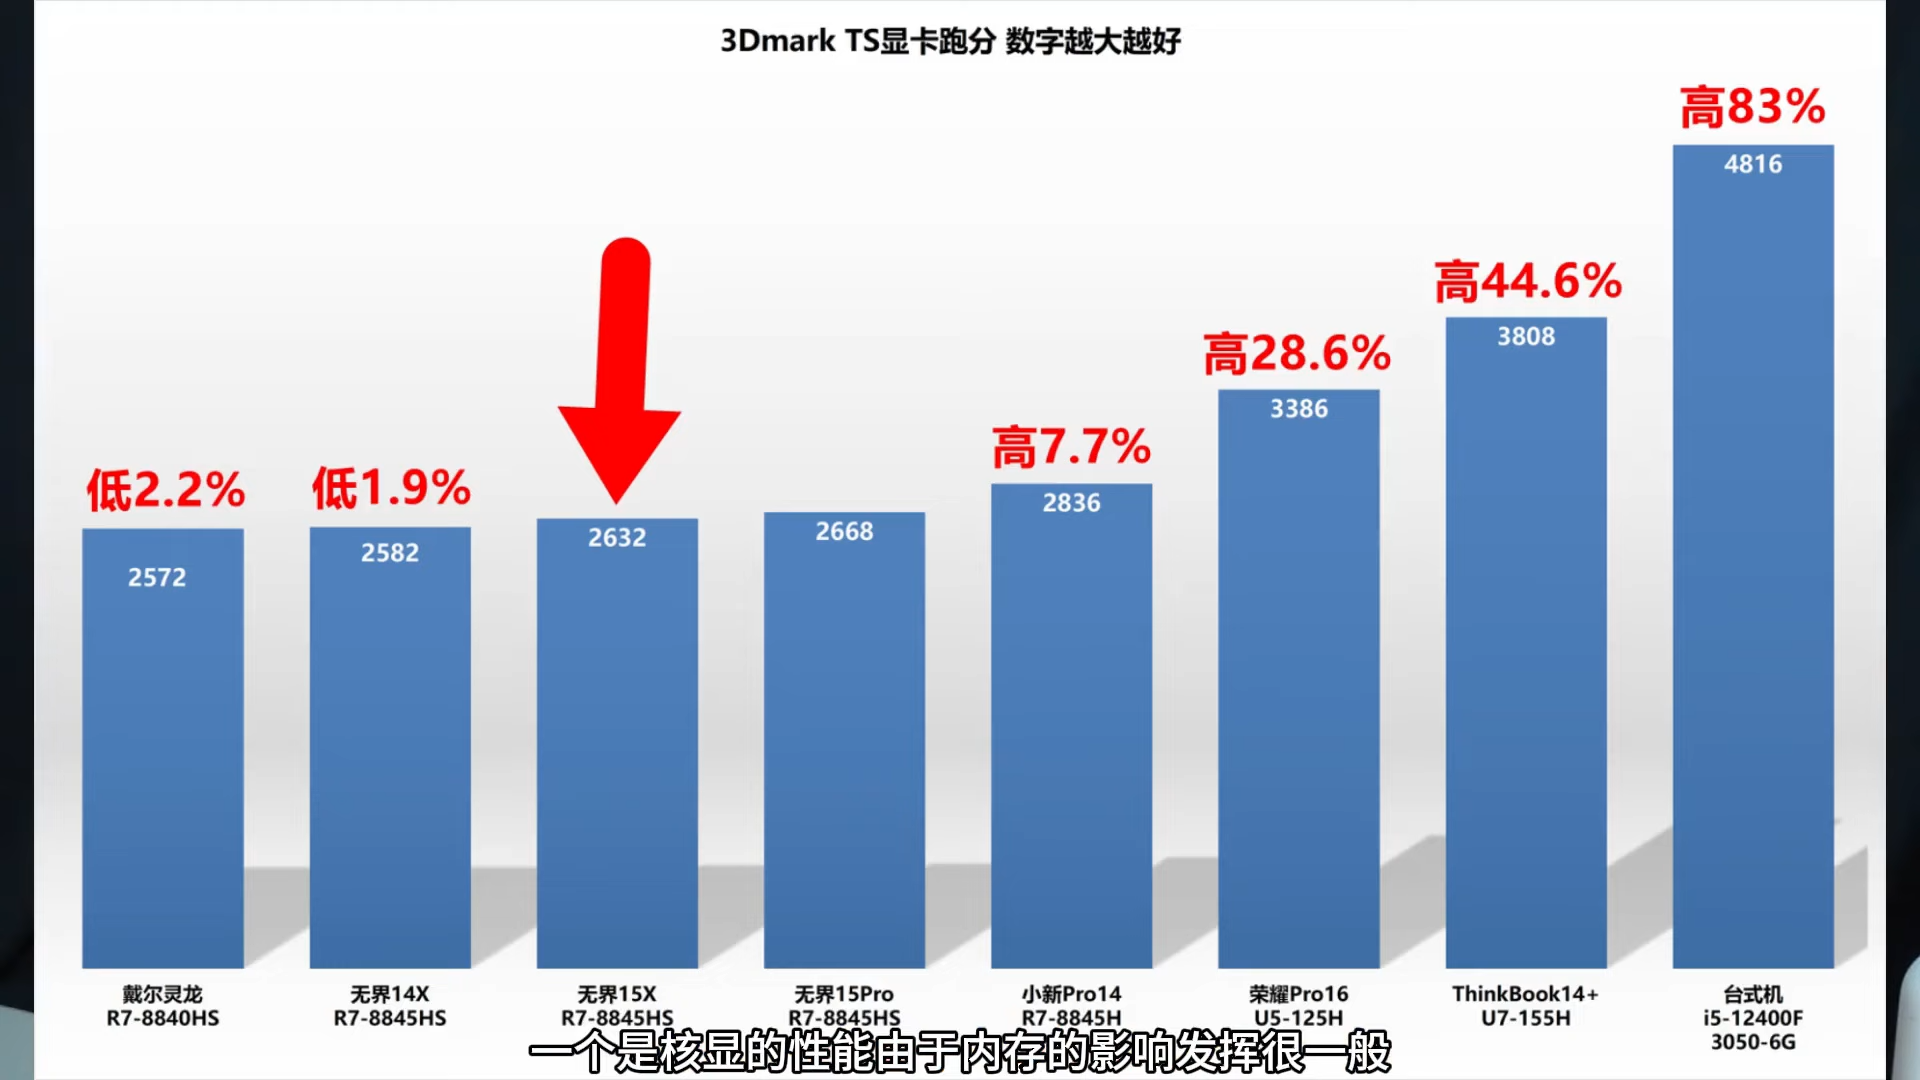 3Dmark TS显卡跑分 数字越大越好
高83%
4816
高44.6%
3808
高28.6%
3386
高7.7%
2836
低2.2%
2572
低1.9%
2582
2632
2668
戴尔灵龙
R7-8840HS
无界14X
R7-8845HS
无界15X
R7-8845HS
无界15Pro
R7-8845HS
小新Pro14
R7-8845H
荣耀Pro16
U5-125H
ThinkBook14+
U7-155H
台式机
i5-12400F
3050-6G
一个是核显的性能由于内存的影响发挥很一般